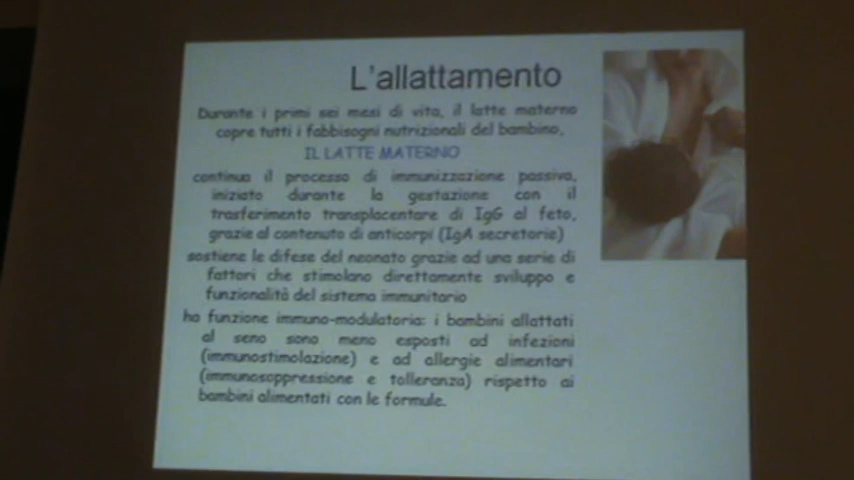 L'allattamento
Durante i primi sei mesi di vita, il latte materno
copre tutti i fabbisogni nutrizionali del bambino,
IL LATTE MATERNO
continua il processo di immunizzazione passiva,
iniziato durante la gestazione con il
trasferimento transplacentare di IgG al feto,
grazie al contenuto di anticorpi (IgA secretorie)
sostiene le difese del neonato grazie ad una serie di
fattori che stimolano direttamente sviluppo e
funzionalità del sistema immunitario
ha funzione immuno-modulatoria: i bambini allattati
al seno sono meno esposti ad infezioni
(immunostimolazione) e ad allergie alimentari
(immunosoppressione e tolleranza) rispetto ai
bambini alimentati con le formule.